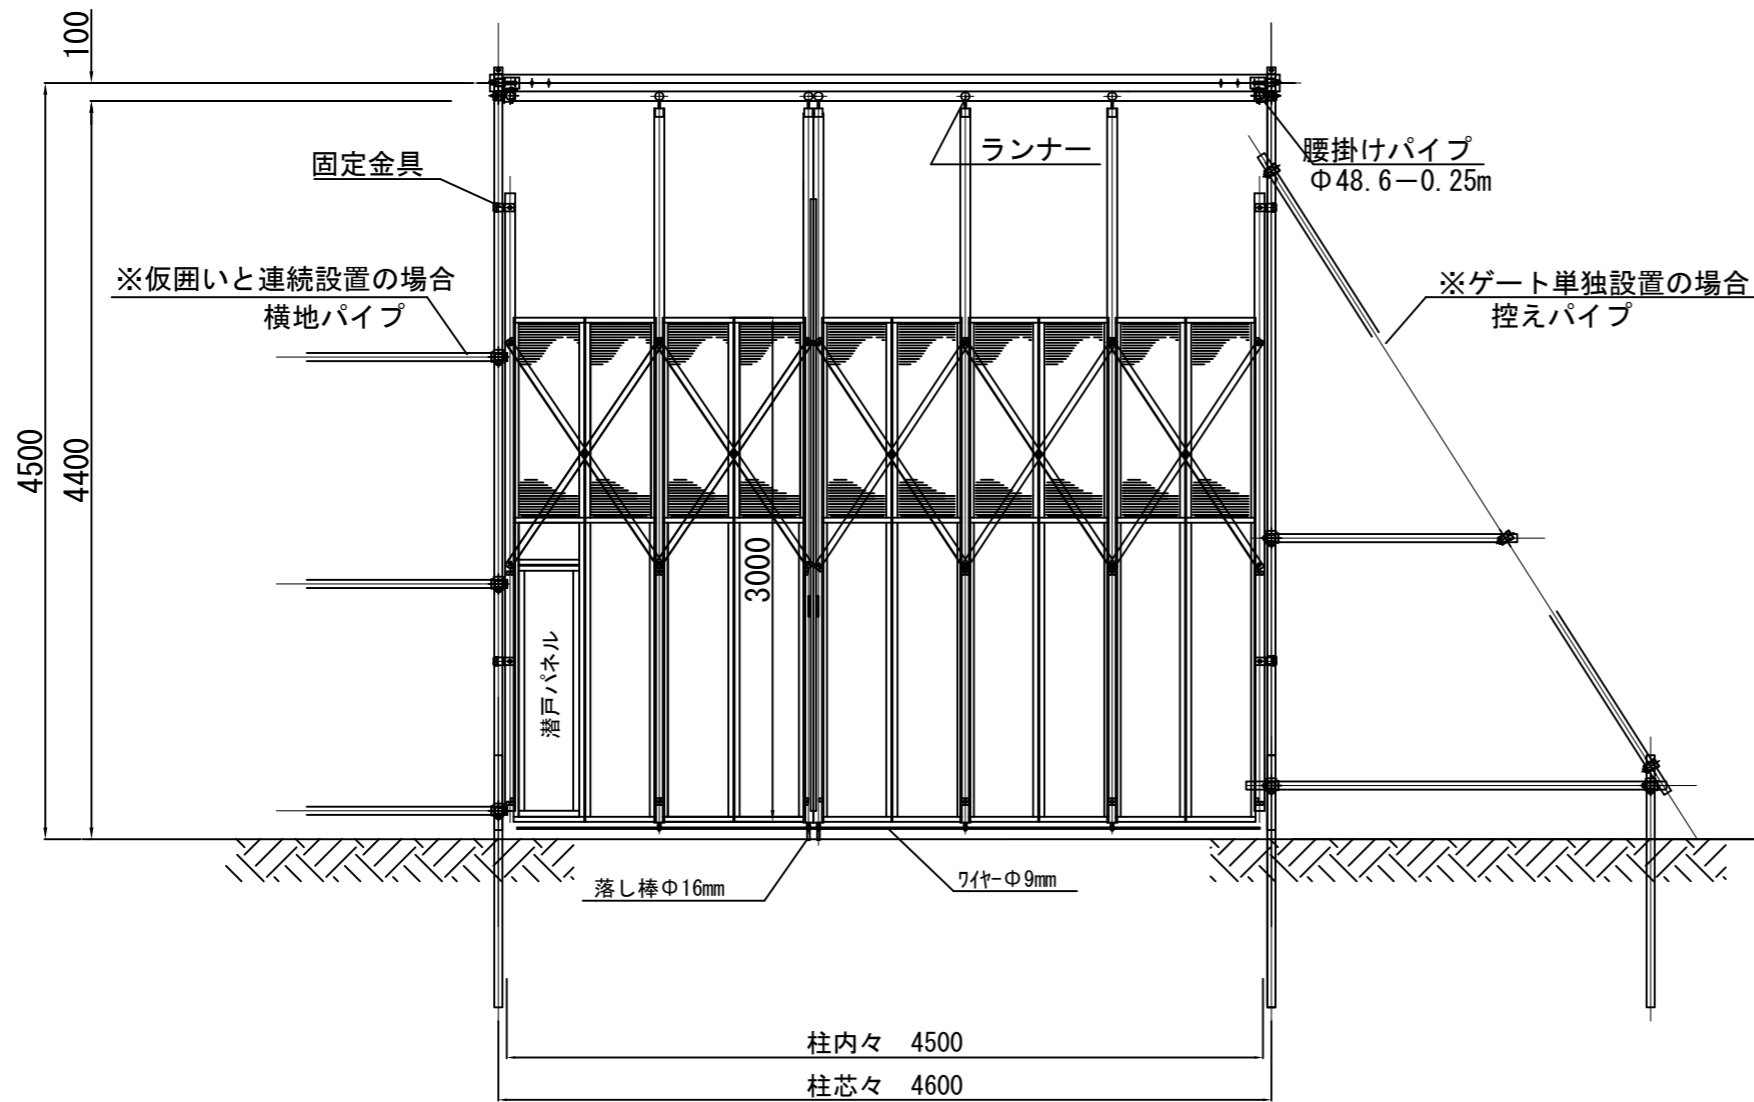 100
ランナー
腰掛けパイプ
Φ48.6－0.25m
固定金具
※仮囲いと連続設置の場合
横地パイプ
※ゲート単独設置の場合
控えパイプ
4500
4400
3000
潜戸パネル
落し棒Φ16mm
ﾜｲﾔｰΦ9mm
柱内々　4500
柱芯々　4600